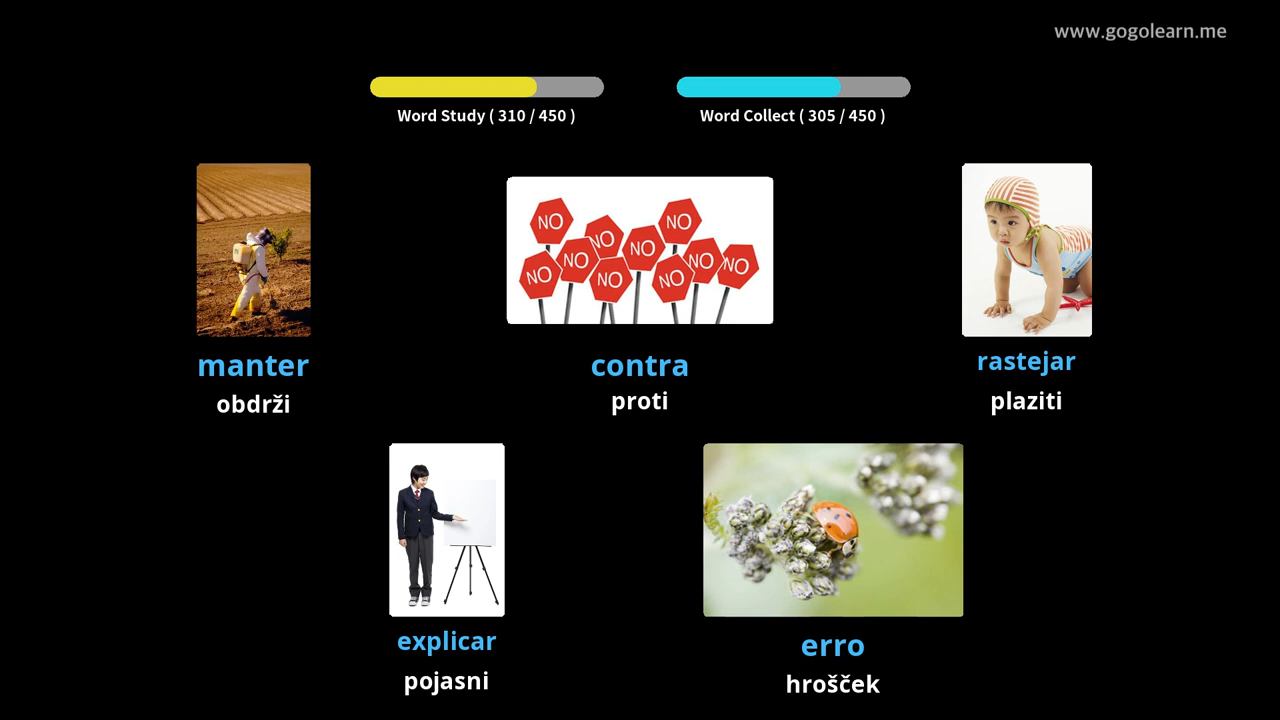 www.gogolearn.me
Word Study ( 310 / 450 )
Word Collect ( 305 / 450 )
NO
NO
NO
NO
NO
NO
NO
NO
NO
NO
manter
obdrži
contra
proti
rastejar
plaziti
explicar
pojasni
erro
hrošček